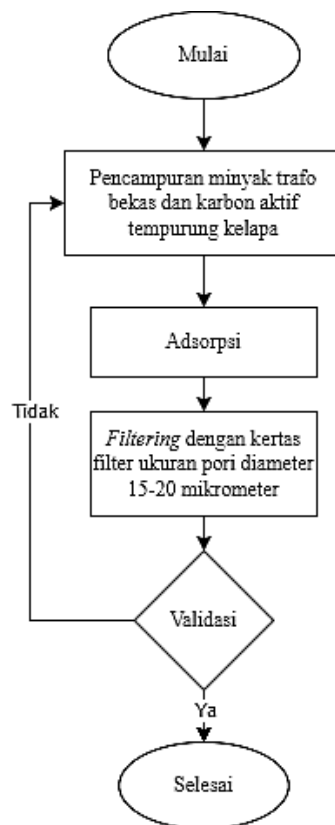 Mulai
Pencampuran minyak trafo
bekas dan karbon aktif
tempurung kelapa
Adsorpsi
Tidak
Filtering dengan kertas
filter ukuran pori diameter
15-20 mikrometer
Validasi
Ya
Selesai